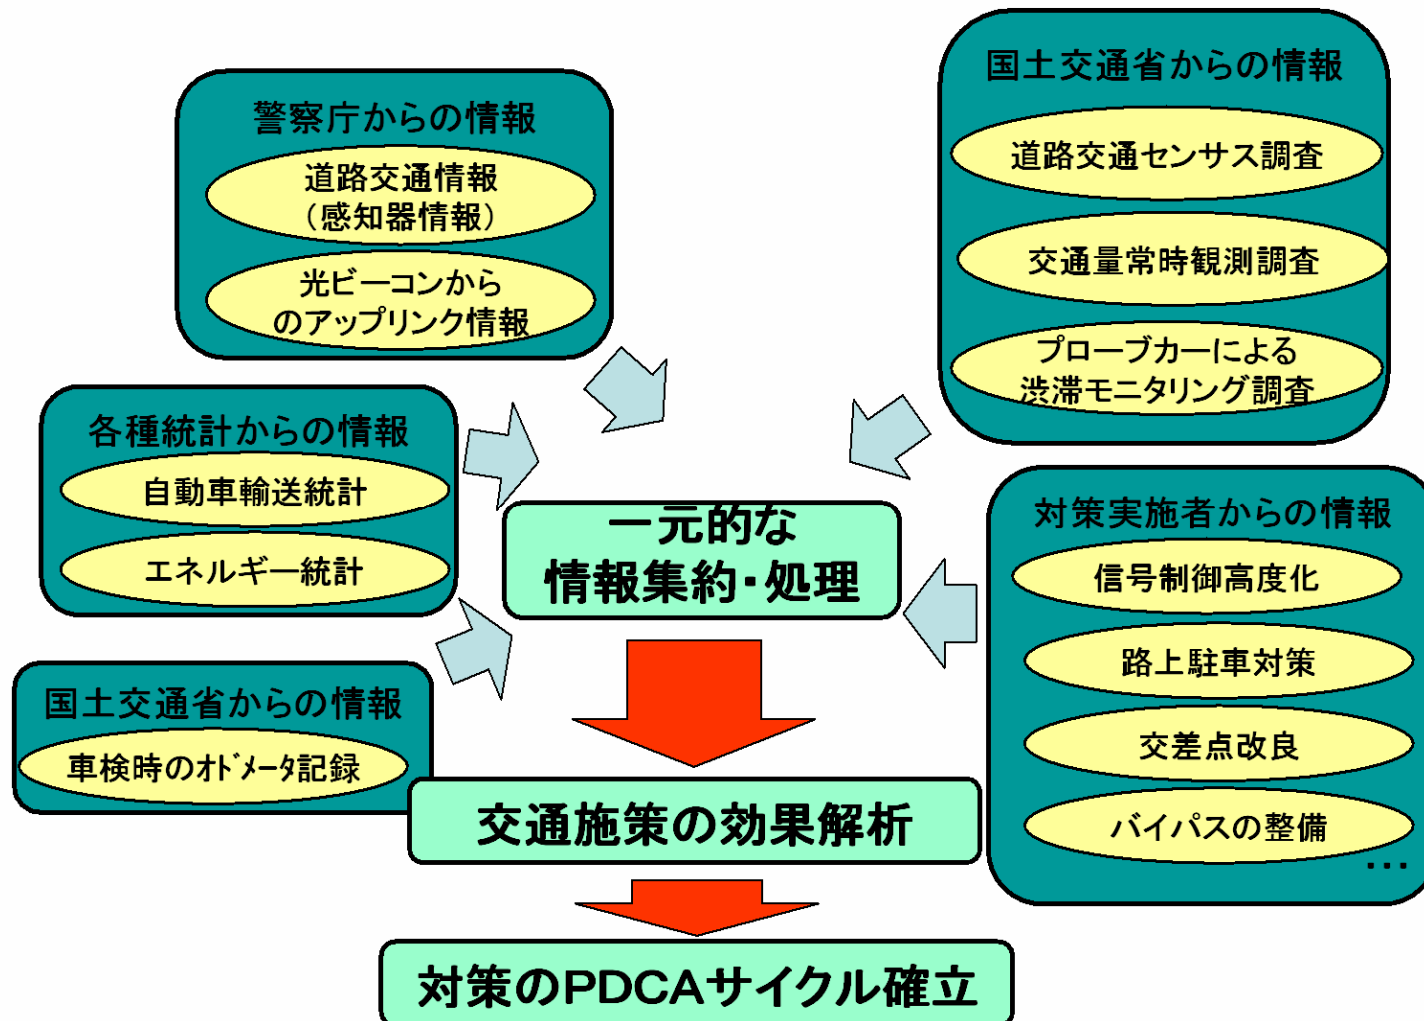 警察庁からの情報
道路交通情報
（感知器情報）
光ビーコンから
のアップリンク情報
国土交通省からの情報
道路交通センサス調査
交通量常時観測調査
プローブカーによる
渋滞モニタリング調査
各種統計からの情報
自動車輸送統計
エネルギー統計
国土交通省からの情報
車検時のｵﾄﾞﾒｰﾀ記録
対策実施者からの情報
信号制御高度化
路上駐車対策
交差点改良
バイパスの整備
…
一元的な
情報集約・処理
交通施策の効果解析
対策のPDCAサイクル確立